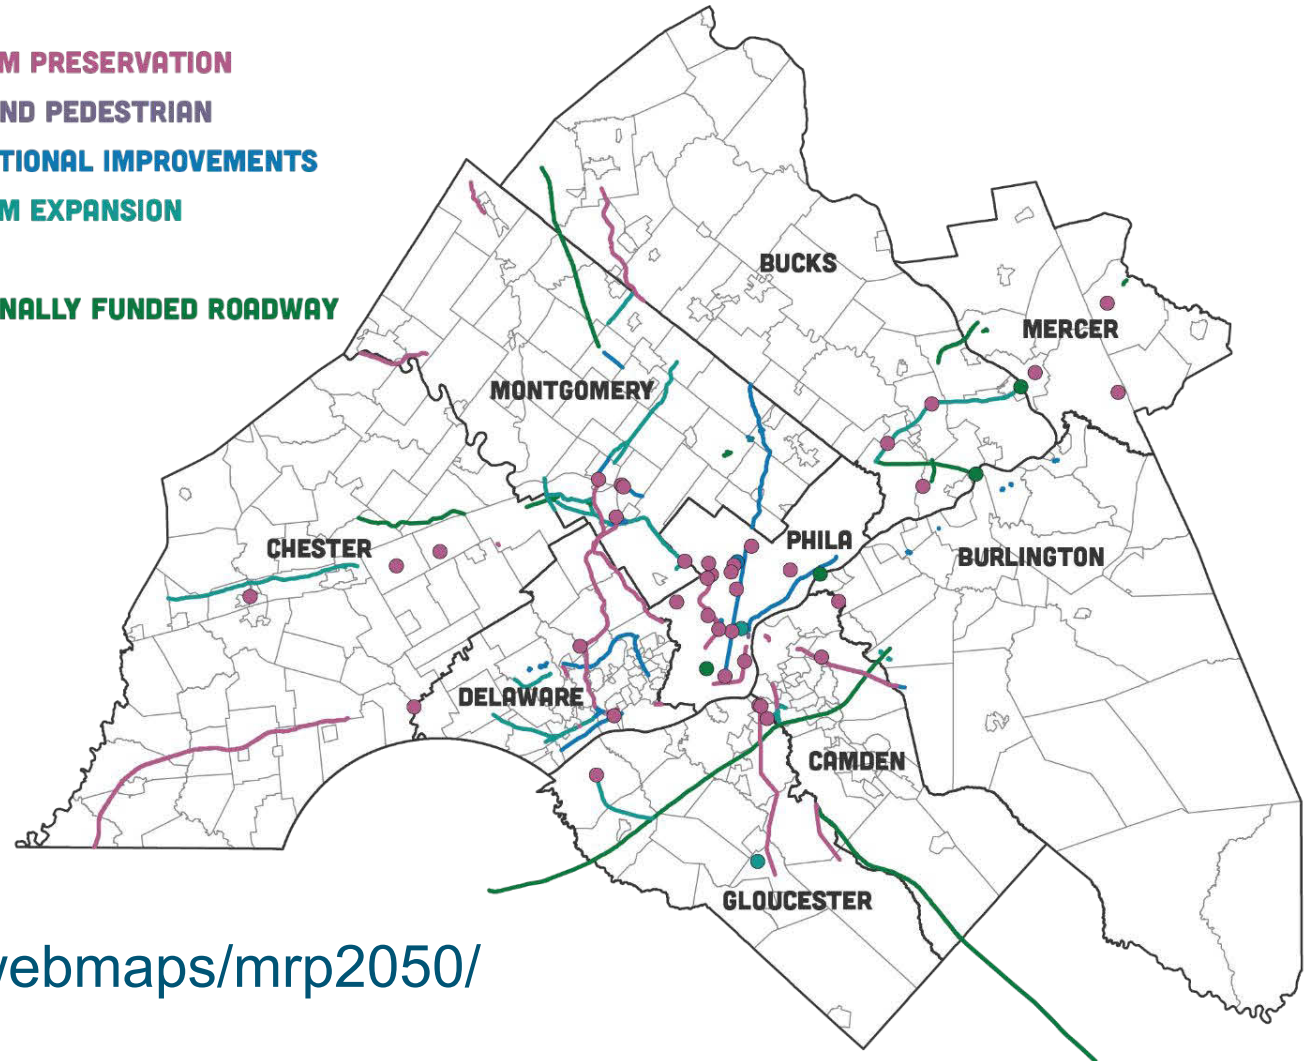 M PRESERVATION
ND PEDESTRIAN
TIONAL IMPROVEMENTS
M EXPANSION
NALLY FUNDED ROADWAY
BUCKS
MERCER
MONTGOMERY
PHILA
CHESTER
BURLINGTON
DELAWARE
CAMDEN
GLOUCESTER
webmaps/mrp2050/